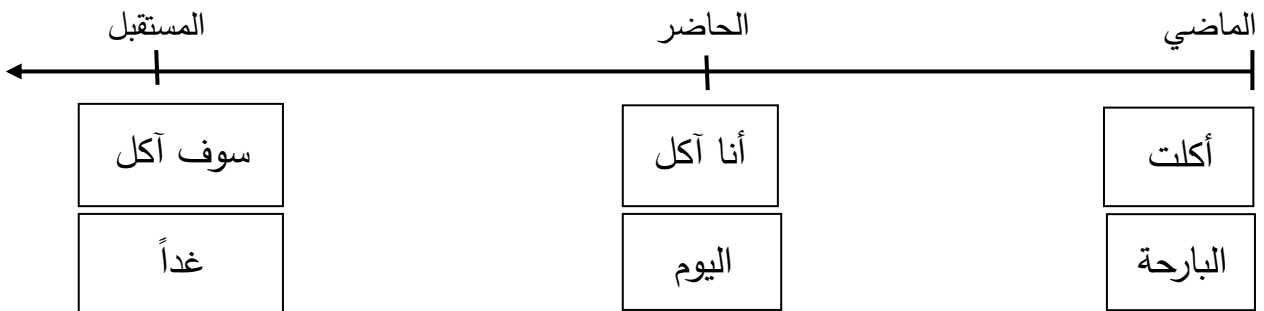 الماضي الحاضر المستقبل
أكلت أنا آكل سوف آكل
البارحة اليوم غداً